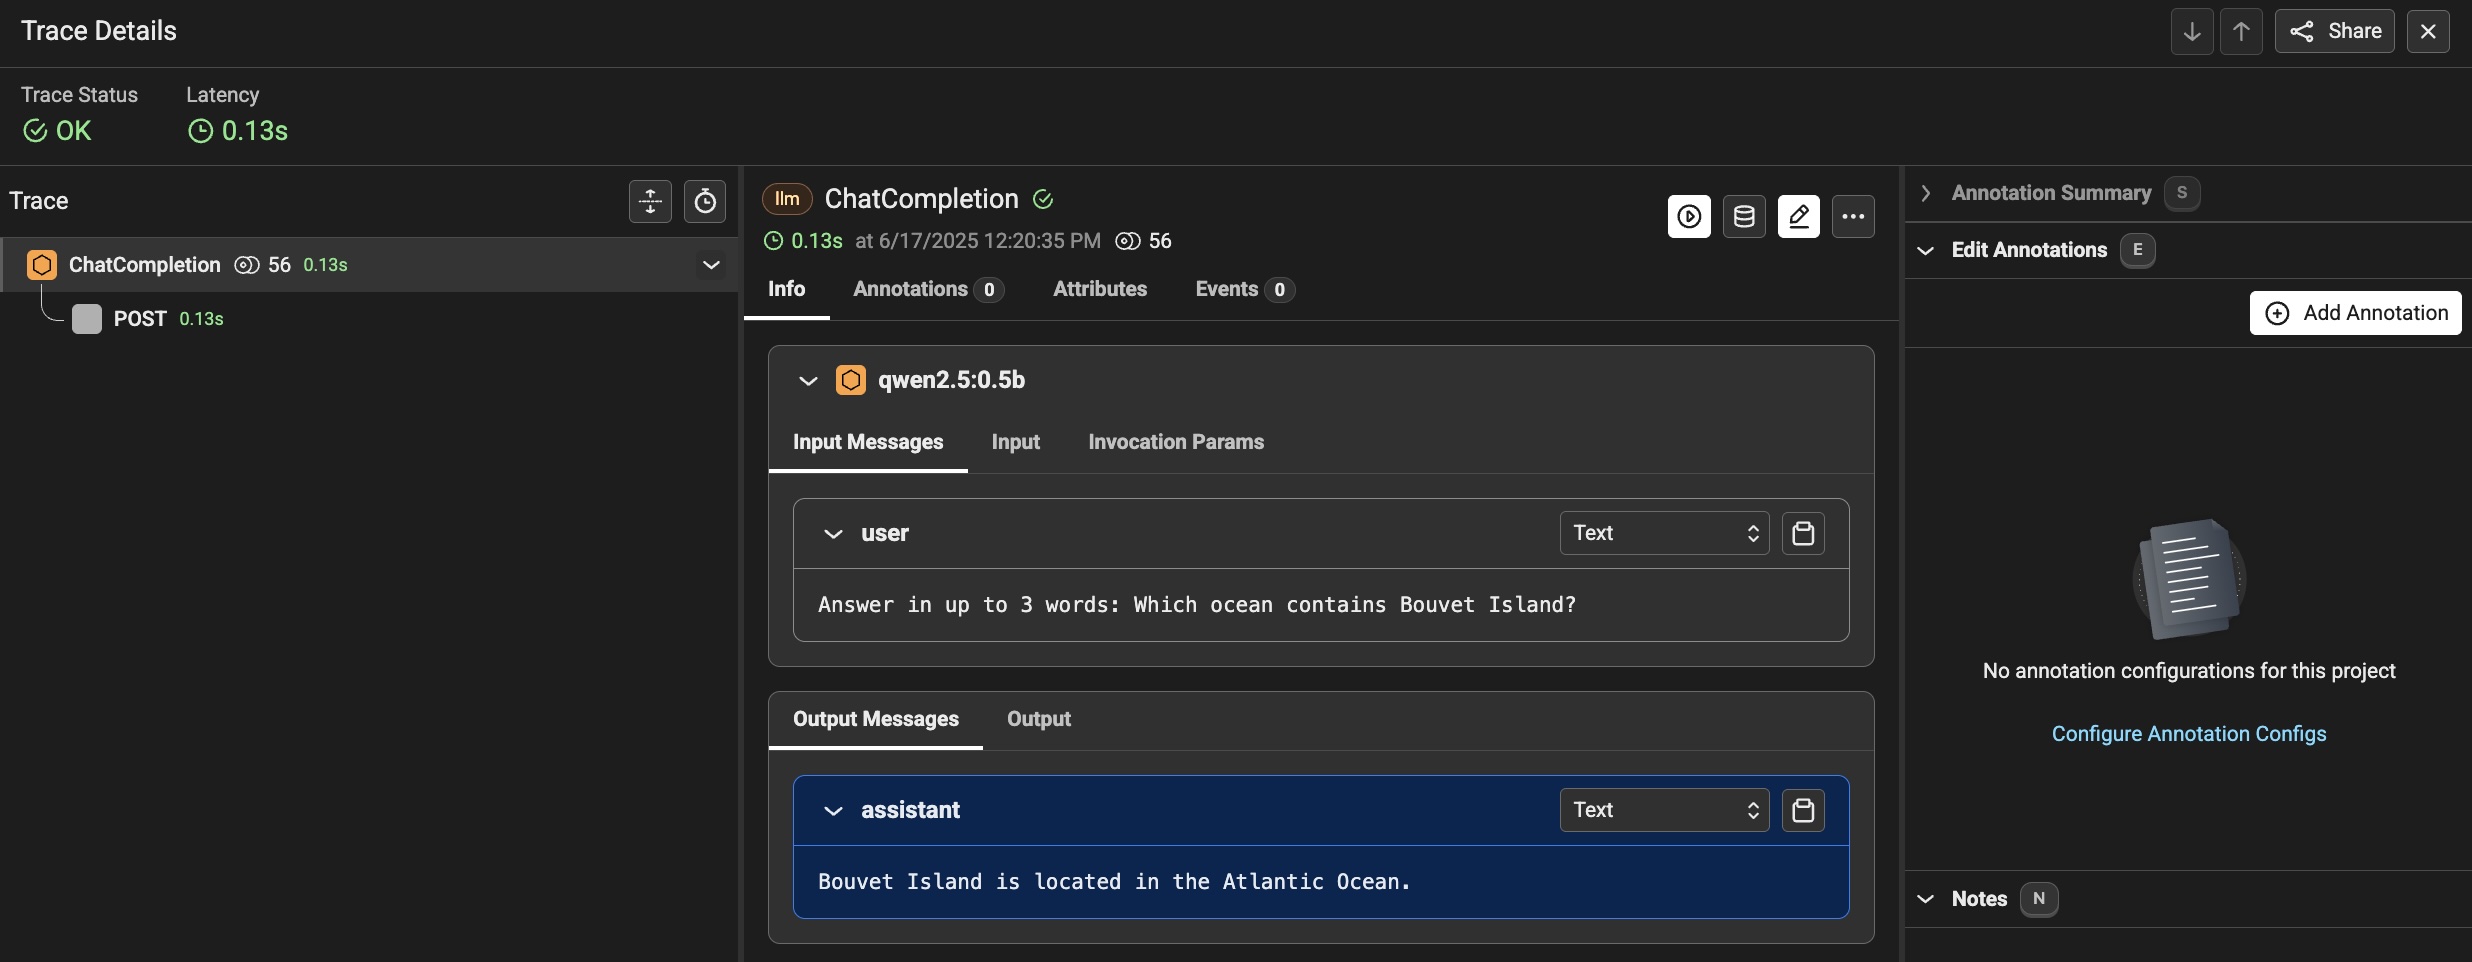 Trace Details
Share
Trace Status
Latency
OK
0.13s
Trace
ChatCompletion 56 0.13s
POST 0.13s
llm ChatCompletion
0.13s at 6/17/2025 12:20:35 PM 56
Info Annotations 0 Attributes Events 0
qwen2.5:0.5b
Input Messages Input Invocation Params
user
Text
Answer in up to 3 words: Which ocean contains Bouvet Island?
Output Messages Output
assistant
Text
Bouvet Island is located in the Atlantic Ocean.
Annotation Summary S
Edit Annotations E
Add Annotation
No annotation configurations for this project
Configure Annotation Configs
Notes N